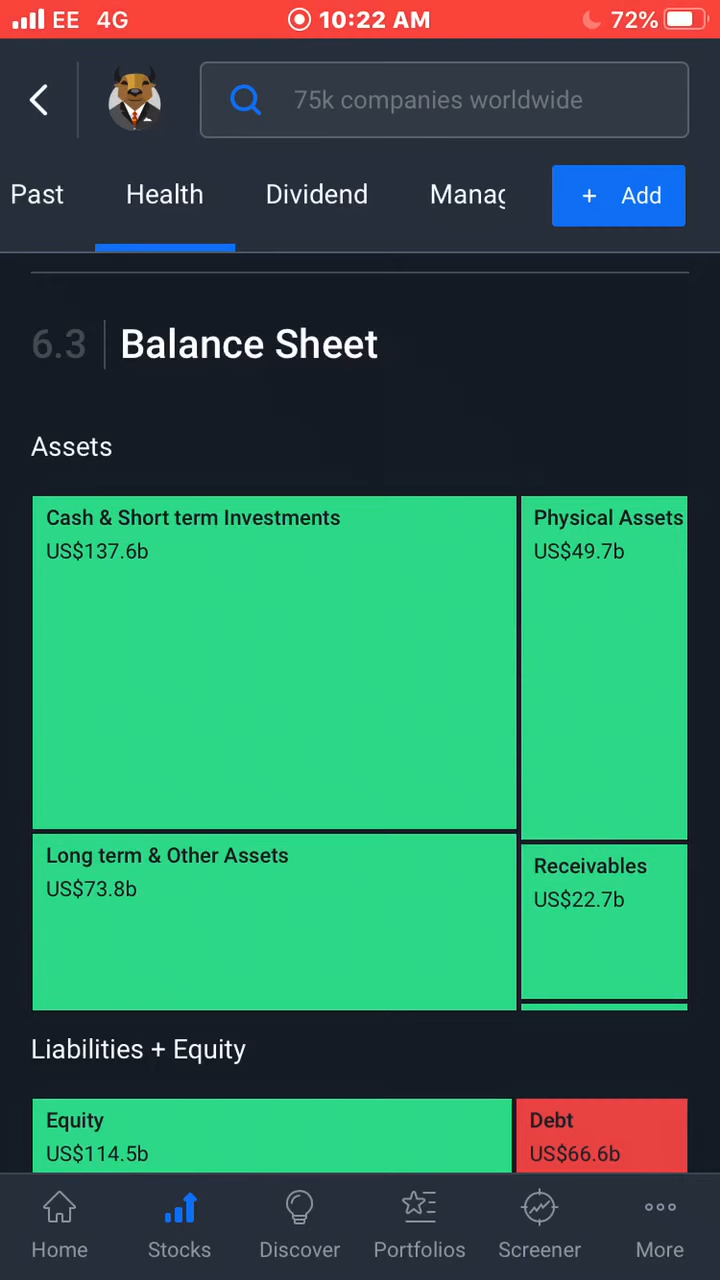 EE 4G 10:22 AM 72%
75k companies worldwide
Past Health Dividend Manag + Add
6.3 Balance Sheet
Assets
Cash & Short term Investments
US$137.6b
Physical Assets
US$49.7b
Long term & Other Assets
US$73.8b
Receivables
US$22.7b
Liabilities + Equity
Equity
US$114.5b
Debt
US$66.6b
Home Stocks Discover Portfolios Screener More